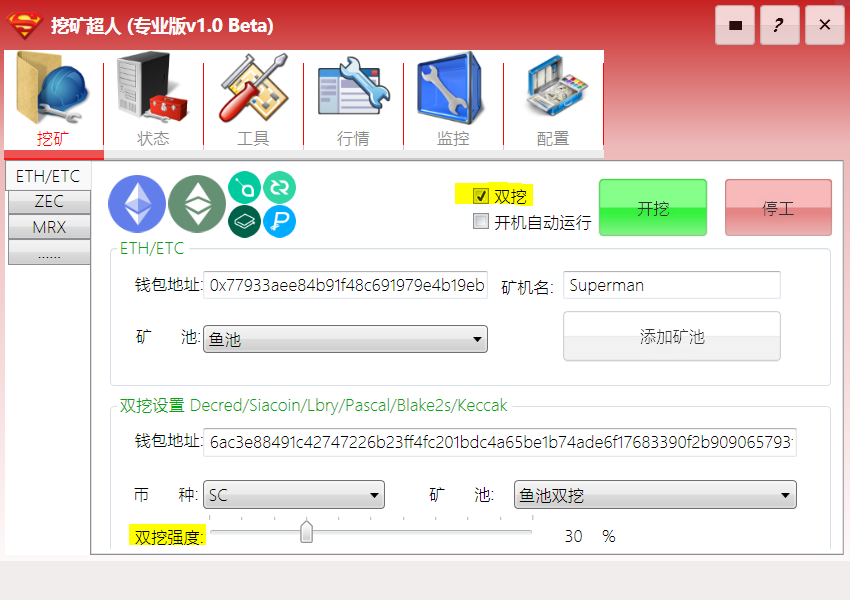 挖矿超人 (专业版v1.0 Beta)
?
挖矿 状态 工具 行情 监控 配置
ETH/ETC
ZEC
MRX
......
双挖
开机自动运行
开挖
停工
ETH/ETC
钱包地址: 0x77933aee84b91f48c691979e4b19eb
矿机名: Superman
矿 池: 鱼池
添加矿池
双挖设置 Decred/Siacoin/Lbry/Pascal/Blake2s/Keccak
钱包地址: 6ac3e88491c42747226b23ff4fc201bdc4a65be1b74ade6f17683390f2b909065793
币 种: SC
矿 池: 鱼池双挖
双挖强度: 30 %